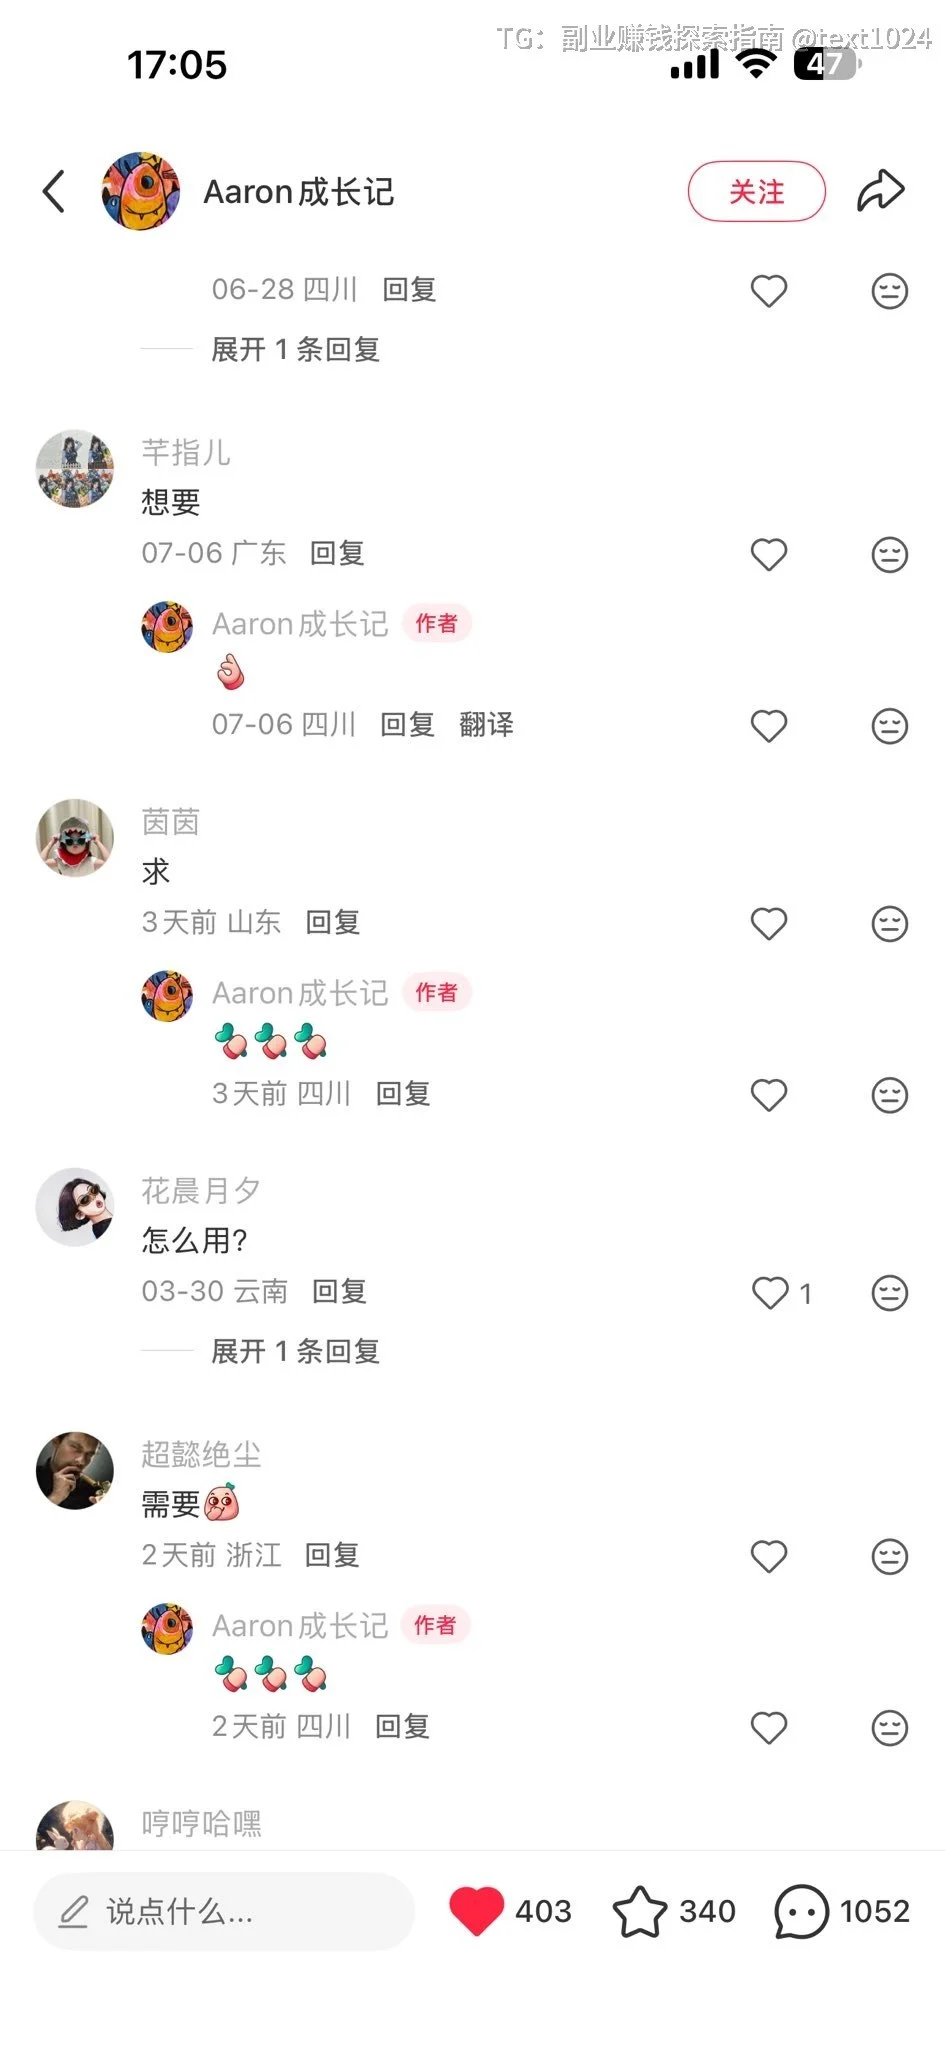 TG：副业赚钱探索指南 @text1024
17:05
47
Aaron成长记
关注
06-28 四川 回复
展开 1 条回复
芊指儿
想要
07-06 广东 回复
Aaron成长记 作者
07-06 四川 回复 翻译
茵茵
求
3天前 山东 回复
Aaron成长记 作者
3天前 四川 回复
花晨月夕
怎么用?
03-30 云南 回复
1
展开 1 条回复
超懿绝尘
需要
2天前 浙江 回复
Aaron成长记 作者
2天前 四川 回复
哼哼哈嘿
说点什么...
403
340
1052